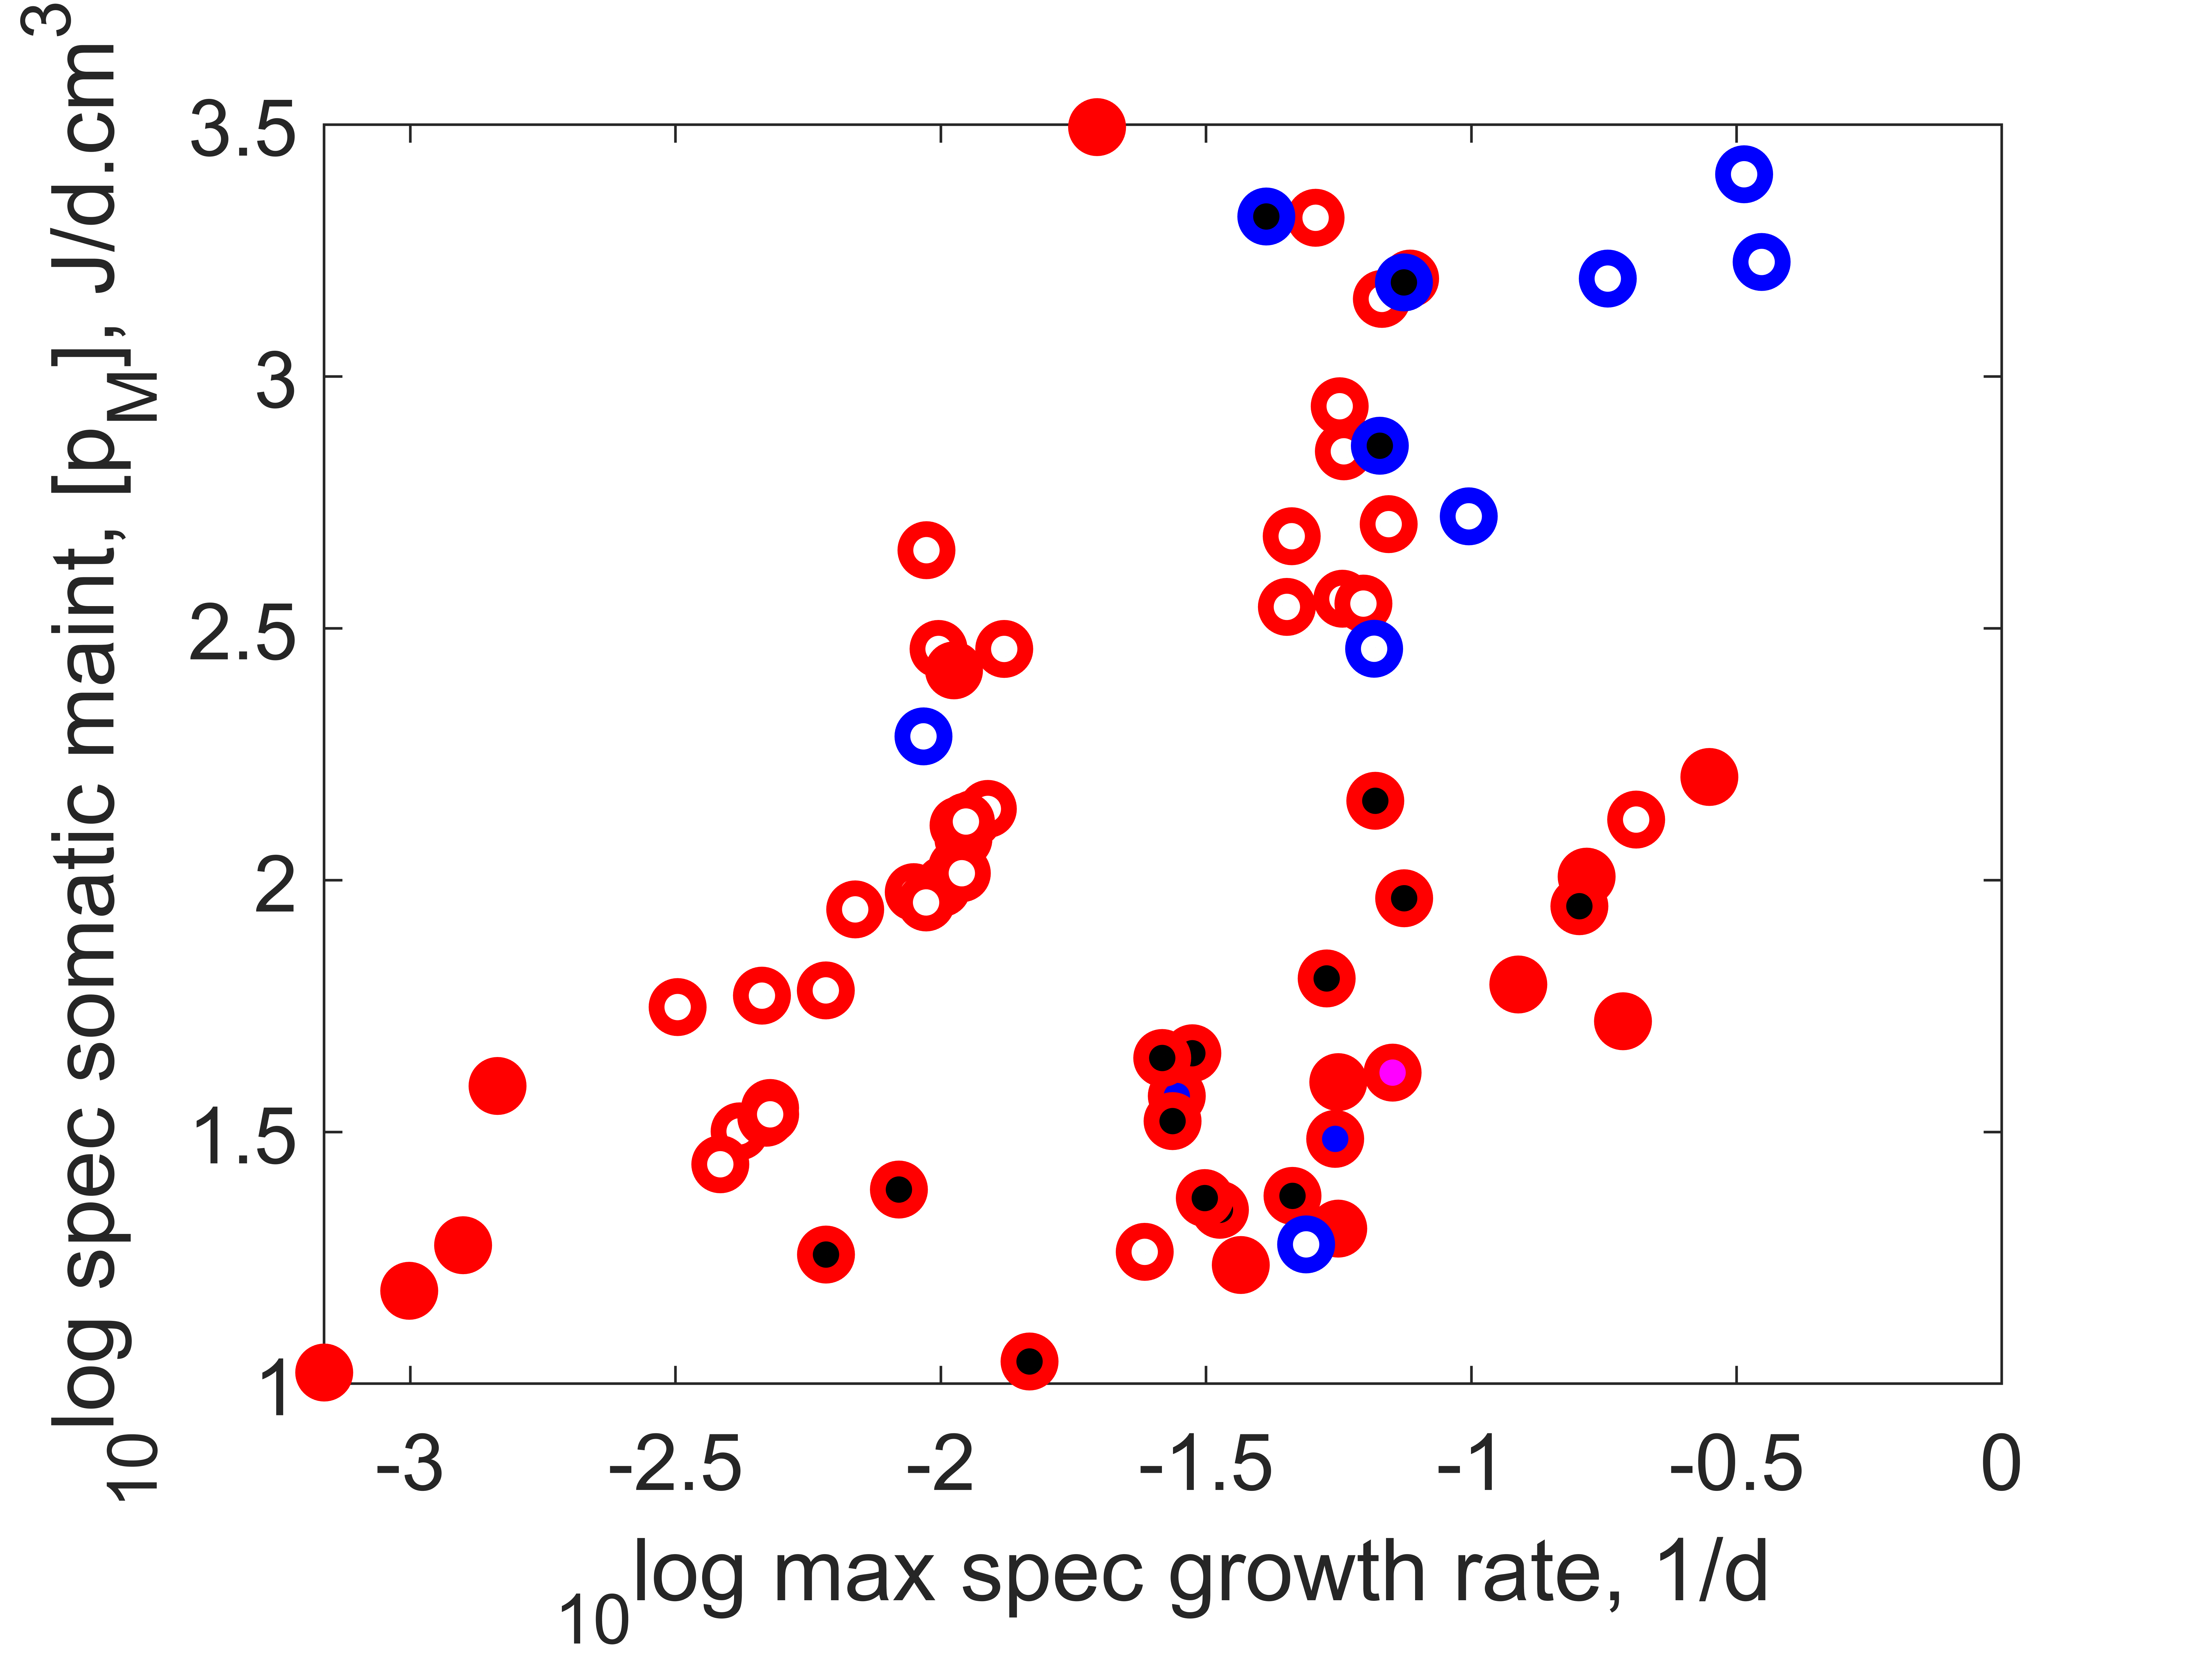 10log spec somatic maint, [pM], J/d.cm3
3.5
3
2.5
2
1.5
1
-3 -2.5 -2 -1.5 -1 -0.5 0
10log max spec growth rate, 1/d